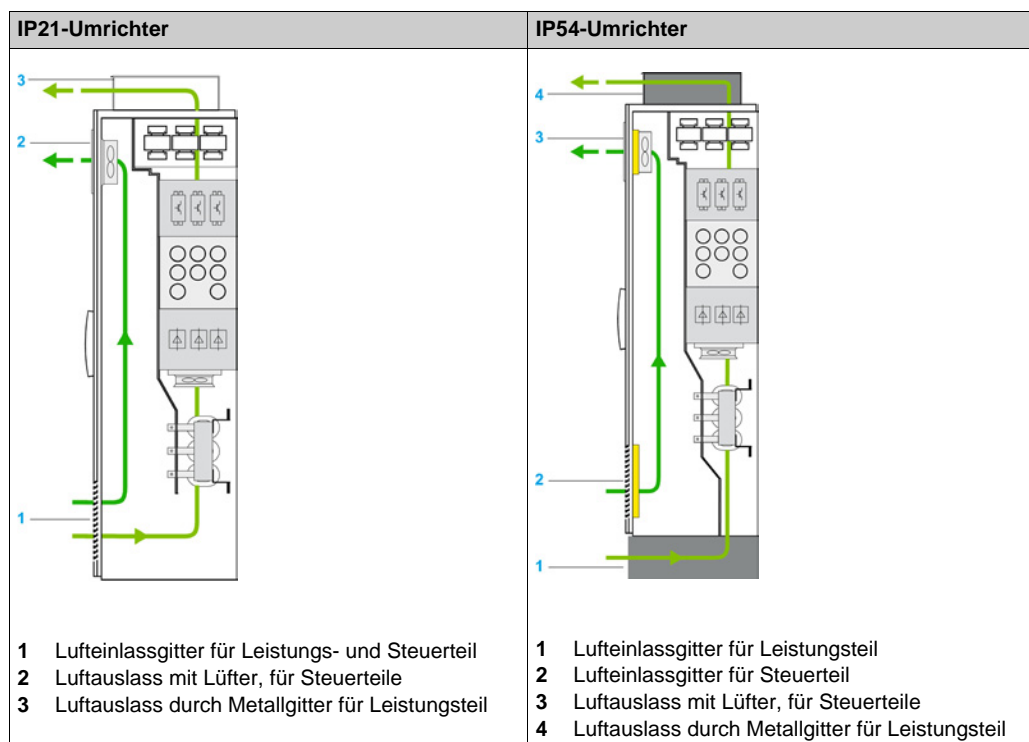 IP21-Umrichter
IP54-Umrichter
3
2
1
4
3
2
1
1 Lufteinlassgitter für Leistungs- und Steuerteil
2 Luftauslass mit Lüfter, für Steuerteile
3 Luftauslass durch Metallgitter für Leistungsteil
1 Lufteinlassgitter für Leistungsteil
2 Lufteinlassgitter für Steuerteil
3 Luftauslass mit Lüfter, für Steuerteile
4 Luftauslass durch Metallgitter für Leistungsteil